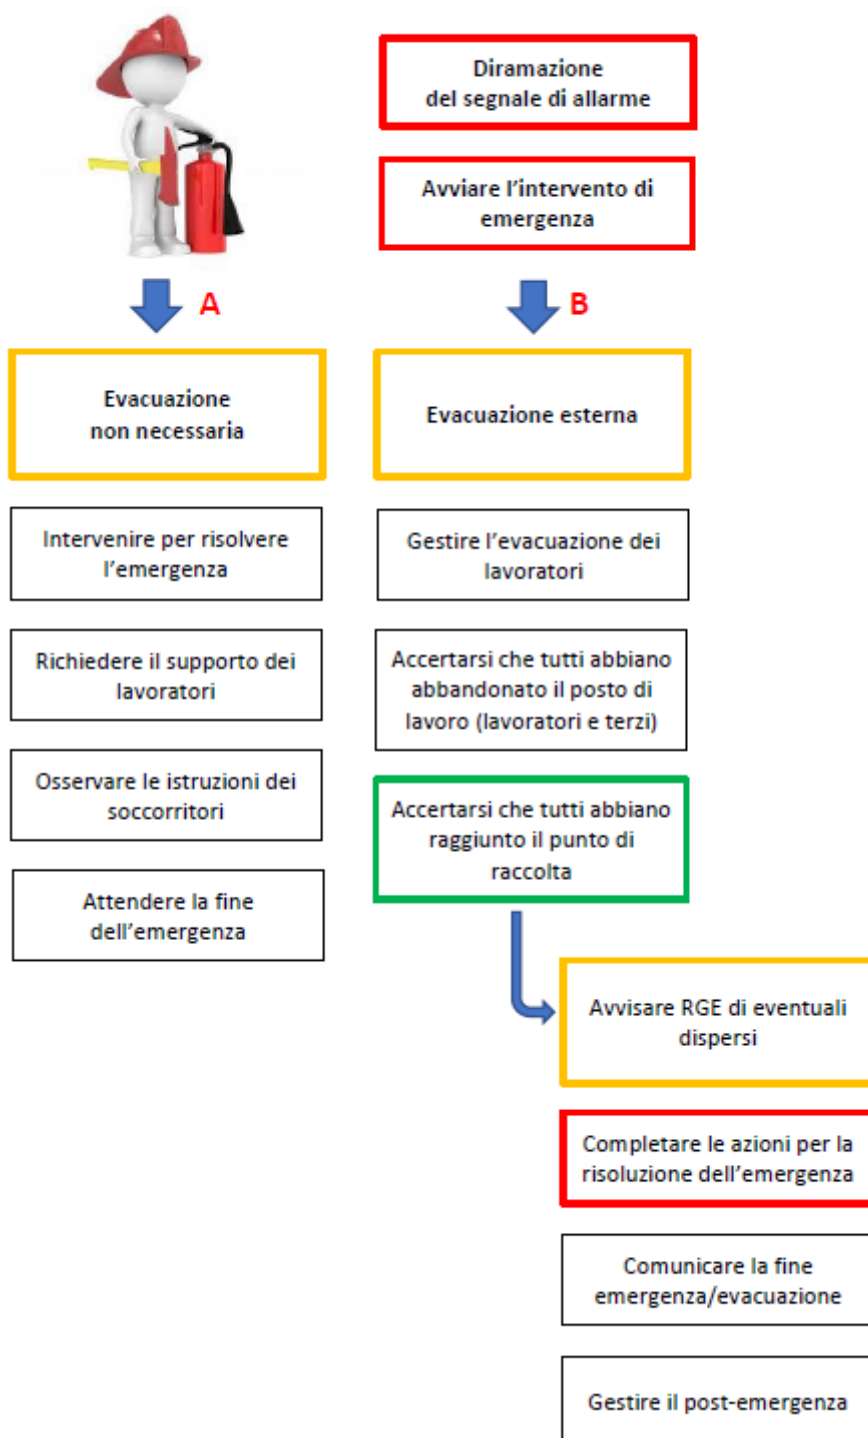 Diramazione
del segnale di allarme
Avviare l'intervento di
emergenza
A
B
Evacuazione
non necessaria
Evacuazione esterna
Intervenire per risolvere
l'emergenza
Gestire l'evacuazione dei
lavoratori
Richiedere il supporto dei
lavoratori
Accertarsi che tutti abbiano
abbandonato il posto di
lavoro (lavoratori e terzi)
Osservare le istruzioni dei
soccorritori
Accertarsi che tutti abbiano
raggiunto il punto di
raccolta
Attendere la fine
dell'emergenza
Avvisare RGE di eventuali
dispersi
Completare le azioni per la
risoluzione dell'emergenza
Comunicare la fine
emergenza/evacuazione
Gestire il post-emergenza